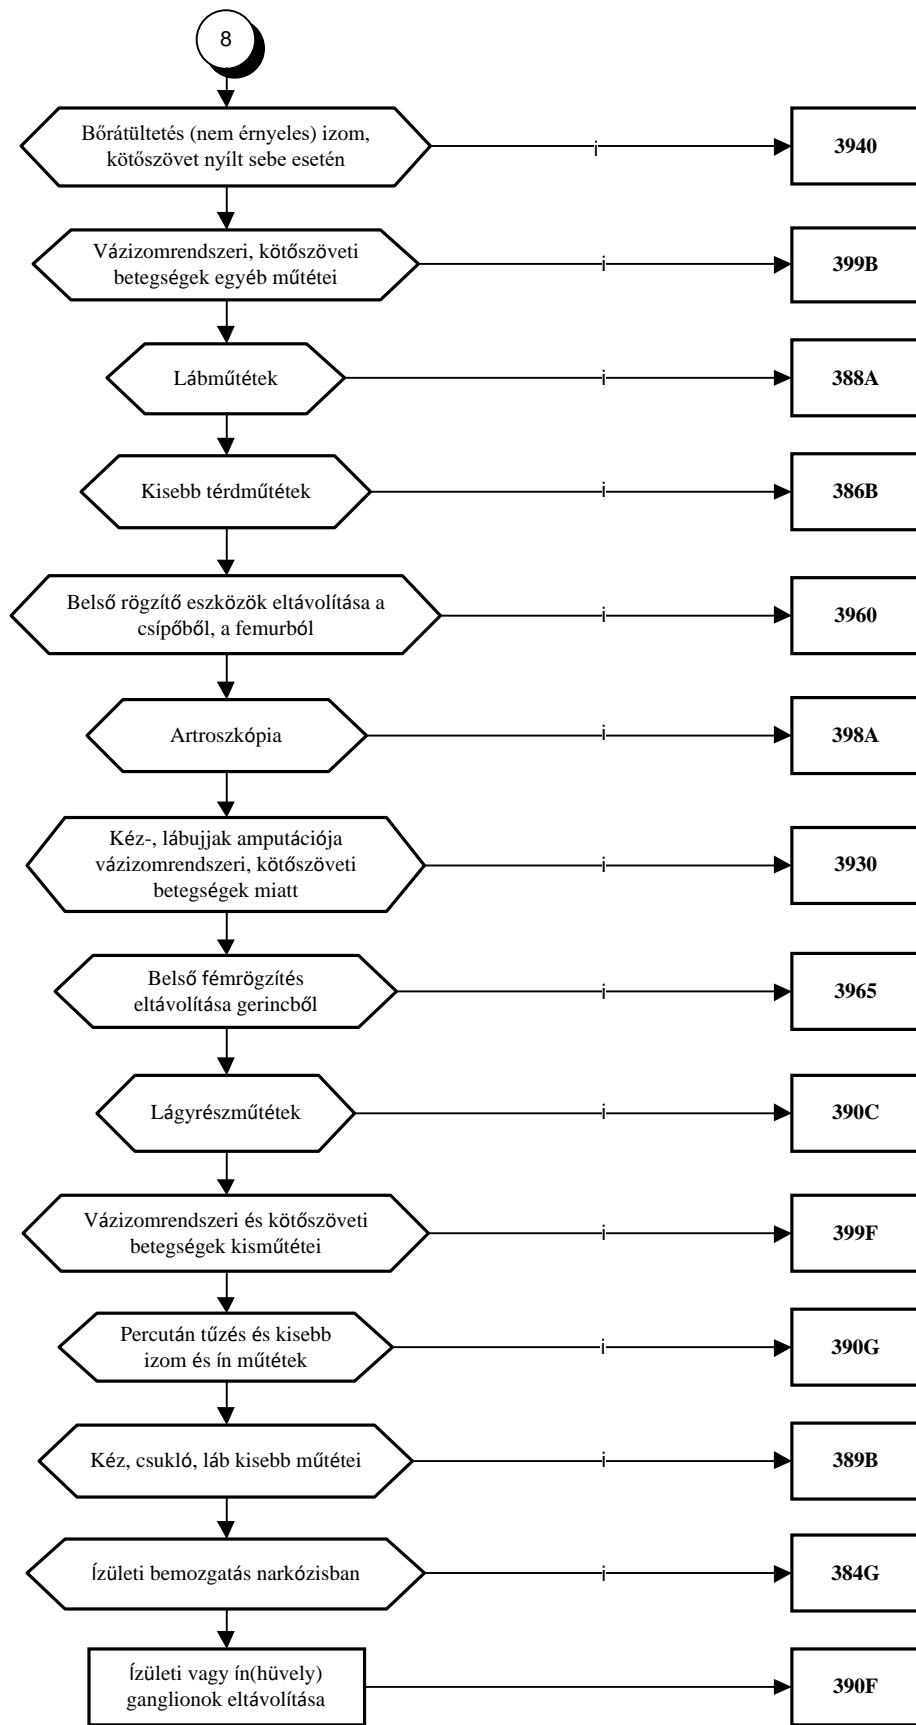 8
Bőrátültetés (nem érnyeles) izom,
kötőszövet nyílt sebe esetén
i
3940
Vázizomrendszeri, kötőszöveti
betegségek egyéb műtétei
i
399B
Lábműtétek
i
388A
Kisebb térdműtétek
i
386B
Belső rögzítő eszközök eltávolítása a
csípőből, a femurból
i
3960
Artroszkópia
i
398A
Kéz-, lábujjak amputációja
vázizomrendszeri, kötőszöveti
betegségek miatt
i
3930
Belső fémrögzítés
eltávolítása gerincből
i
3965
Lágyrészműtétek
i
390C
Vázizomrendszeri és kötőszöveti
betegségek kisműtétei
i
399F
Percután tűzés és kisebb
izom és ín műtétek
i
390G
Kéz, csukló, láb kisebb műtétei
i
389B
Ízületi bemozgatás narkózisban
i
384G
Ízületi vagy ín(hüvely)
ganglionok eltávolítása
390F